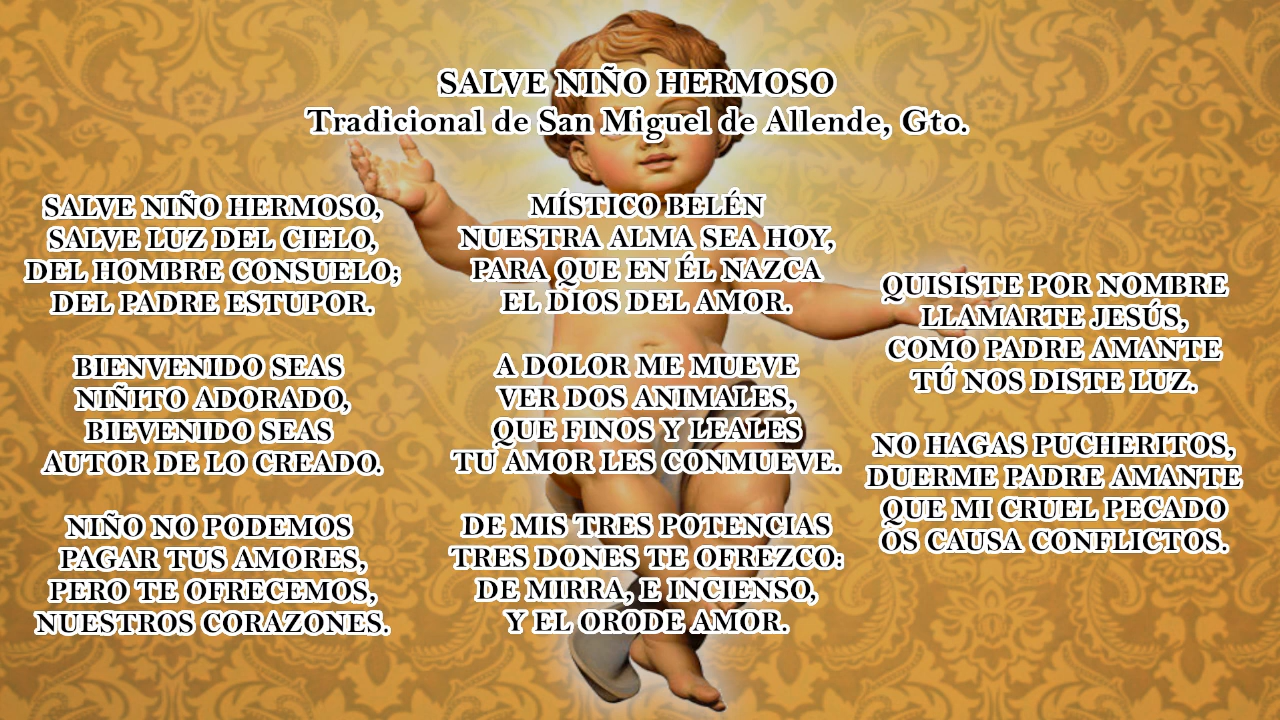 SALVE NIÑO HERMOSO
Tradicional de San Miguel de Allende, Gto.
SALVE NIÑO HERMOSO,
SALVE LUZ DEL CIELO,
DEL HOMBRE CONSUELO;
DEL PADRE ESTUPOR.
BIENVENIDO SEAS
NIÑITO ADORADO,
BIEVENIDO SEAS
AUTOR DE LO CREADO.
NIÑO NO PODEMOS
PAGAR TUS AMORES,
PERO TE OFRECEMOS,
NUESTROS CORAZONES.
MÍSTICO BELÉN
NUESTRA ALMA SEA HOY,
PARA QUE EN ÉL NAZCA
EL DIOS DEL AMOR.
A DOLOR ME MUEVE
VER DOS ANIMALES,
QUE FINOS Y LEALES
TU AMOR LES CONMUEVE.
DE MIS TRES POTENCIAS
TRES DONES TE OFREZCO:
DE MIRRA, E INCIENSO,
Y EL ORODE AMOR.
QUISISTE POR NOMBRE
LLAMARTE JESÚS,
COMO PADRE AMANTE
TÚ NOS DISTE LUZ.
NO HAGAS PUCHERITOS,
DUERME PADRE AMANTE
QUE MI CRUEL PECADO
OS CAUSA CONFLICTOS.